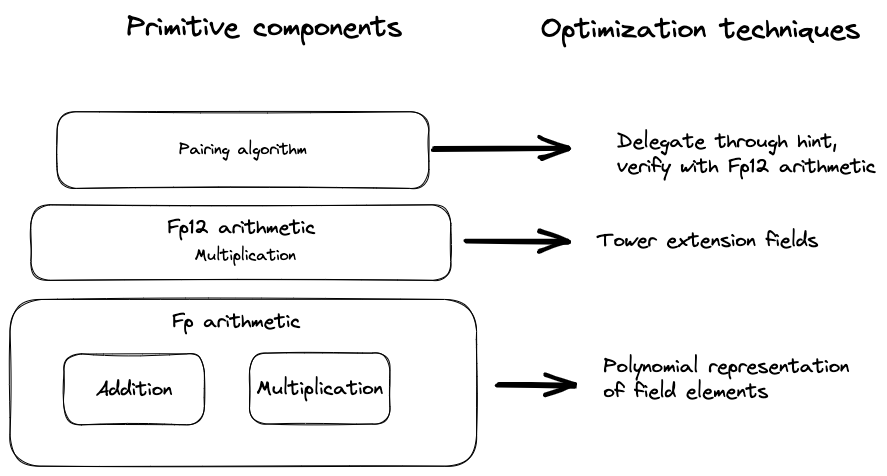 Primitive components
Optimization techniques
Pairing algorithm
Delegate through hint,
verify with Fp12 arithmetic
Fp12 arithmetic
Multiplication
Tower extension fields
Fp arithmetic
Addition
Multiplication
Polynomial representation
of field elements